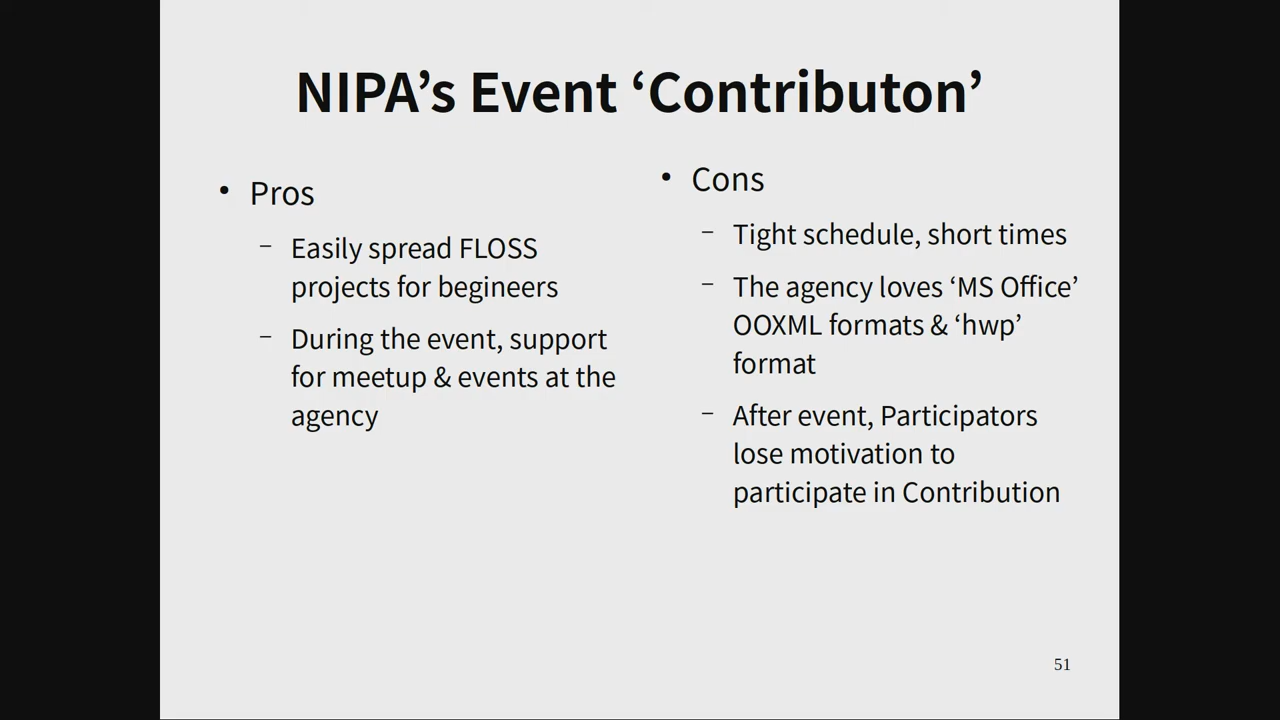 NIPA’s Event ‘Contributon’
• Pros
– Easily spread FLOSS
projects for begineers
– During the event, support
for meetup & events at the
agency
• Cons
– Tight schedule, short times
– The agency loves ‘MS Office’
OOXML formats & ‘hwp’
format
– After event, Participators
lose motivation to
participate in Contribution
51